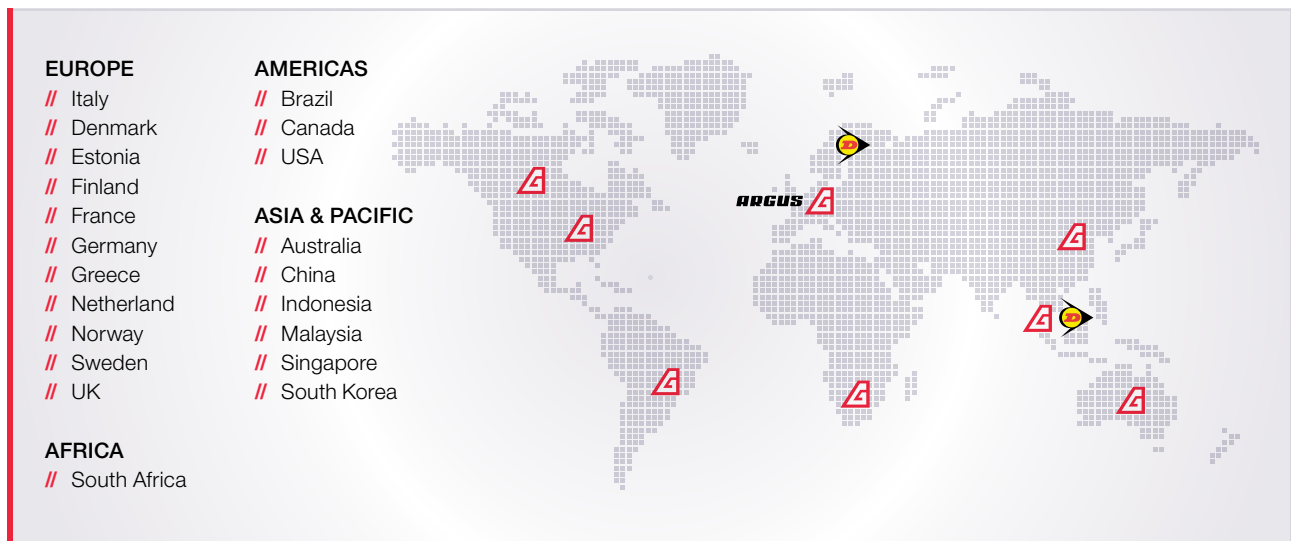 EUROPE
// Italy
// Denmark
// Estonia
// Finland
// France
// Germany
// Greece
// Netherland
// Norway
// Sweden
// UK
AFRICA
// South Africa
AMERICAS
// Brazil
// Canada
// USA
ASIA & PACIFIC
// Australia
// China
// Indonesia
// Malaysia
// Singapore
// South Korea
ARGUS
D
D